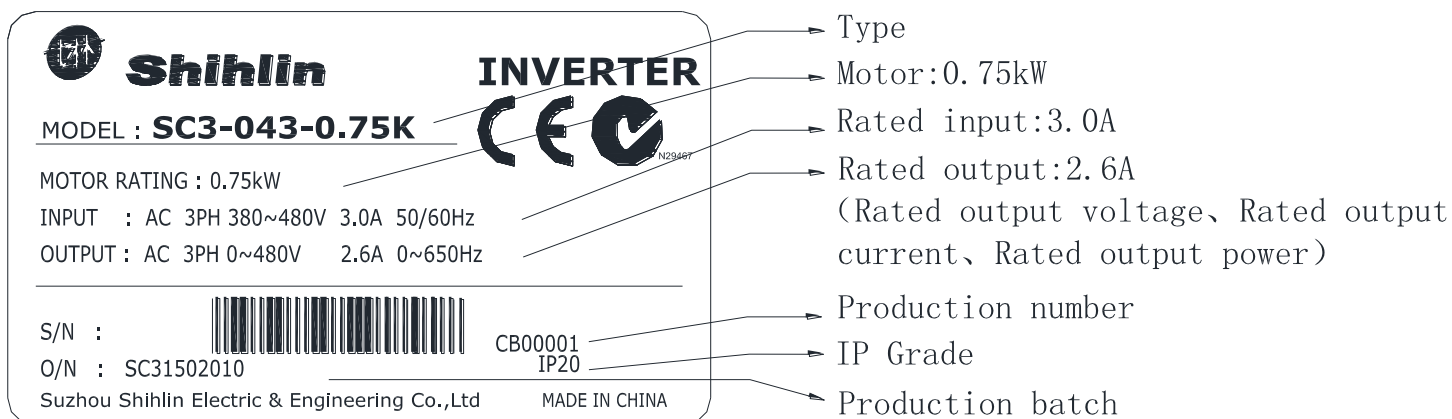 Shihlin
INVERTER
MODEL : SC3-043-0.75K
N29467
MOTOR RATING : 0.75kW
INPUT : AC 3PH 380~480V 3.0A 50/60Hz
OUTPUT : AC 3PH 0~480V 2.6A 0~650Hz
S/N :
CB00001
IP20
O/N : SC31502010
Suzhou Shihlin Electric & Engineering Co.,Ltd MADE IN CHINA
Type
Motor:0.75kW
Rated input:3.0A
Rated output:2.6A
(Rated output voltage、Rated output
current、Rated output power)
Production number
IP Grade
Production batch